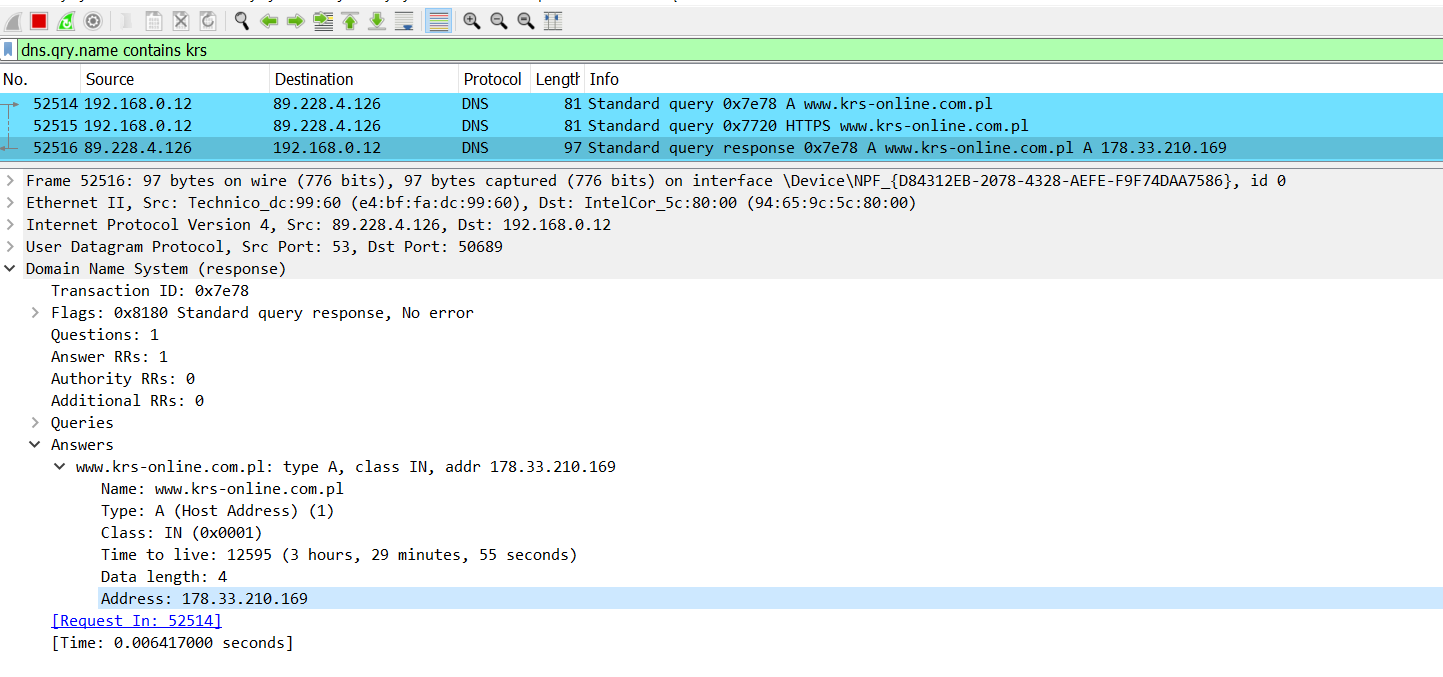 dns.qry.name contains krs
No. Source Destination Protocol Length Info
52514 192.168.0.12 89.228.4.126 DNS 81 Standard query 0x7e78 A www.krs-online.com.pl
52515 192.168.0.12 89.228.4.126 DNS 81 Standard query 0x7720 HTTPS www.krs-online.com.pl
52516 89.228.4.126 192.168.0.12 DNS 97 Standard query response 0x7e78 A www.krs-online.com.pl A 178.33.210.169
Frame 52516: 97 bytes on wire (776 bits), 97 bytes captured (776 bits) on interface \Device\NPF_{D84312EB-2078-4328-AEFE-F9F74DAA7586}, id 0
Ethernet II, Src: Technico_dc:99:60 (e4:bf:fa:dc:99:60), Dst: IntelCor_5c:80:00 (94:65:9c:5c:80:00)
Internet Protocol Version 4, Src: 89.228.4.126, Dst: 192.168.0.12
User Datagram Protocol, Src Port: 53, Dst Port: 50689
Domain Name System (response)
Transaction ID: 0x7e78
Flags: 0x8180 Standard query response, No error
Questions: 1
Answer RRs: 1
Authority RRs: 0
Additional RRs: 0
Queries
Answers
www.krs-online.com.pl: type A, class IN, addr 178.33.210.169
Name: www.krs-online.com.pl
Type: A (Host Address) (1)
Class: IN (0x0001)
Time to live: 12595 (3 hours, 29 minutes, 55 seconds)
Data length: 4
Address: 178.33.210.169
[Request In: 52514]
[Time: 0.006417000 seconds]